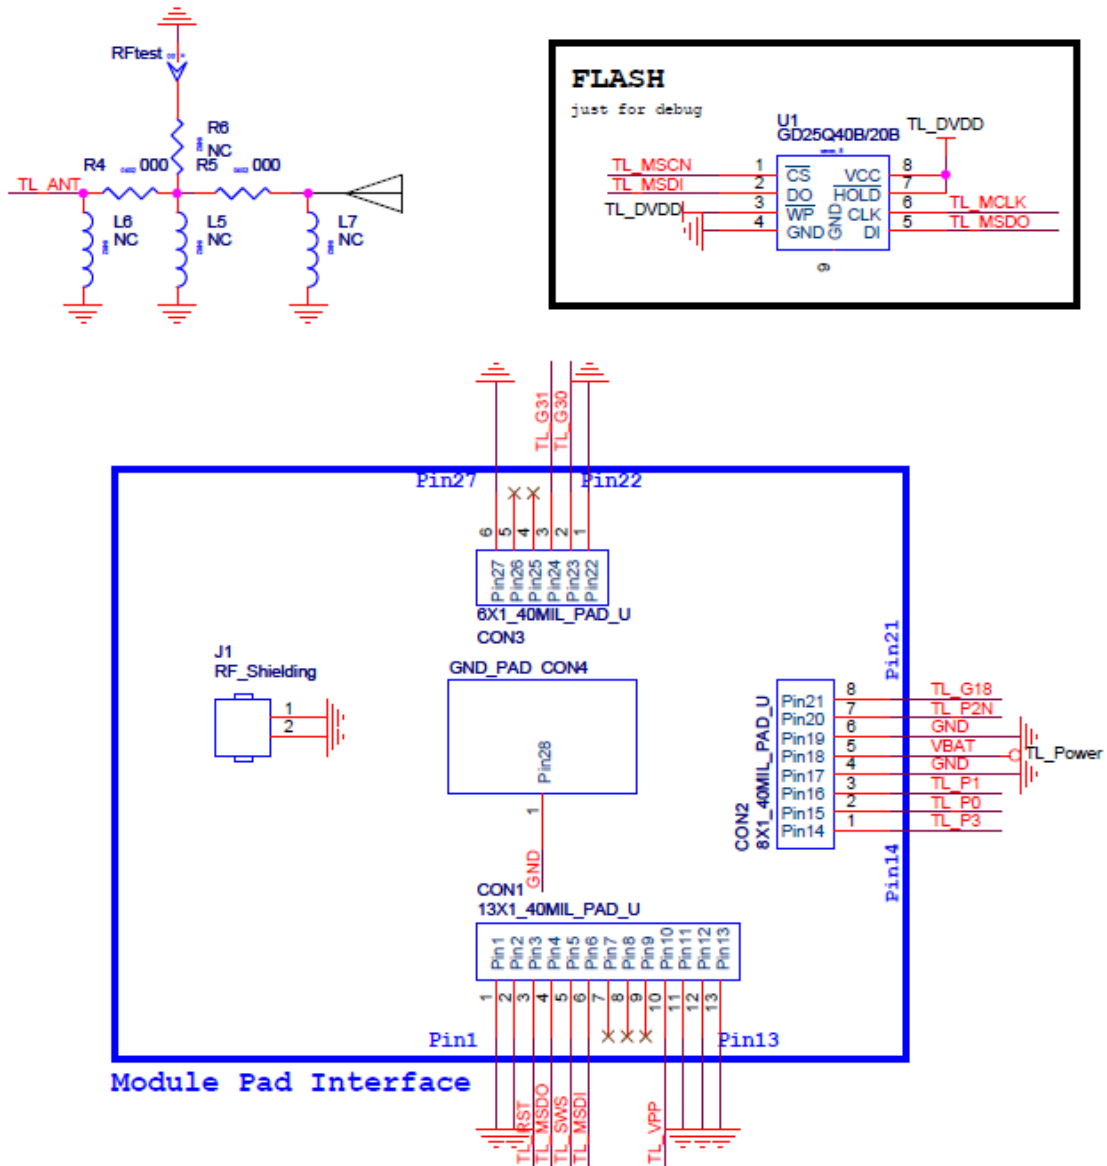 RFtest
R6
NC
R4 000
R5 000
TL_ANT
L6
NC
L5
NC
L7
NC
FLASH
just for debug
U1
GD25Q40B/20B
TL_DVDD
TL_MSCN 1 CS VCC 8
TL_MSDI 2 DO HOLD 7
TL_DVDD 3 WP CLK 6 TL_MCLK
4 GND DI 5 TL_MSDO
GND
9
TL_G31
TL_G30
Pin27 Pin22
6 5 4 3 2 1
Pin27 Pin26 Pin25 Pin24 Pin23 Pin22
6X1_40MIL_PAD_U
CON3
J1
RF_Shielding
1
2
GND_PAD CON4
Pin28
1
GND
Pin21
Pin21 8 TL_G18
Pin20 7 TL_P2N
Pin19 6 GND
Pin18 5 VBAT TL_Power
Pin17 4 GND
Pin16 3 TL_P1
Pin15 2 TL_P0
Pin14 1 TL_P3
CON2
8X1_40MIL_PAD_U
Pin14
CON1
13X1_40MIL_PAD_U
Pin1 Pin2 Pin3 Pin4 Pin5 Pin6 Pin7 Pin8 Pin9 Pin10 Pin11 Pin12 Pin13
1 2 3 4 5 6 7 8 9 10 11 12 13
Pin1 Pin13
Module Pad Interface
TL_RST
TL_MSDO
TL_SWS
TL_MSDI
TL_VPP